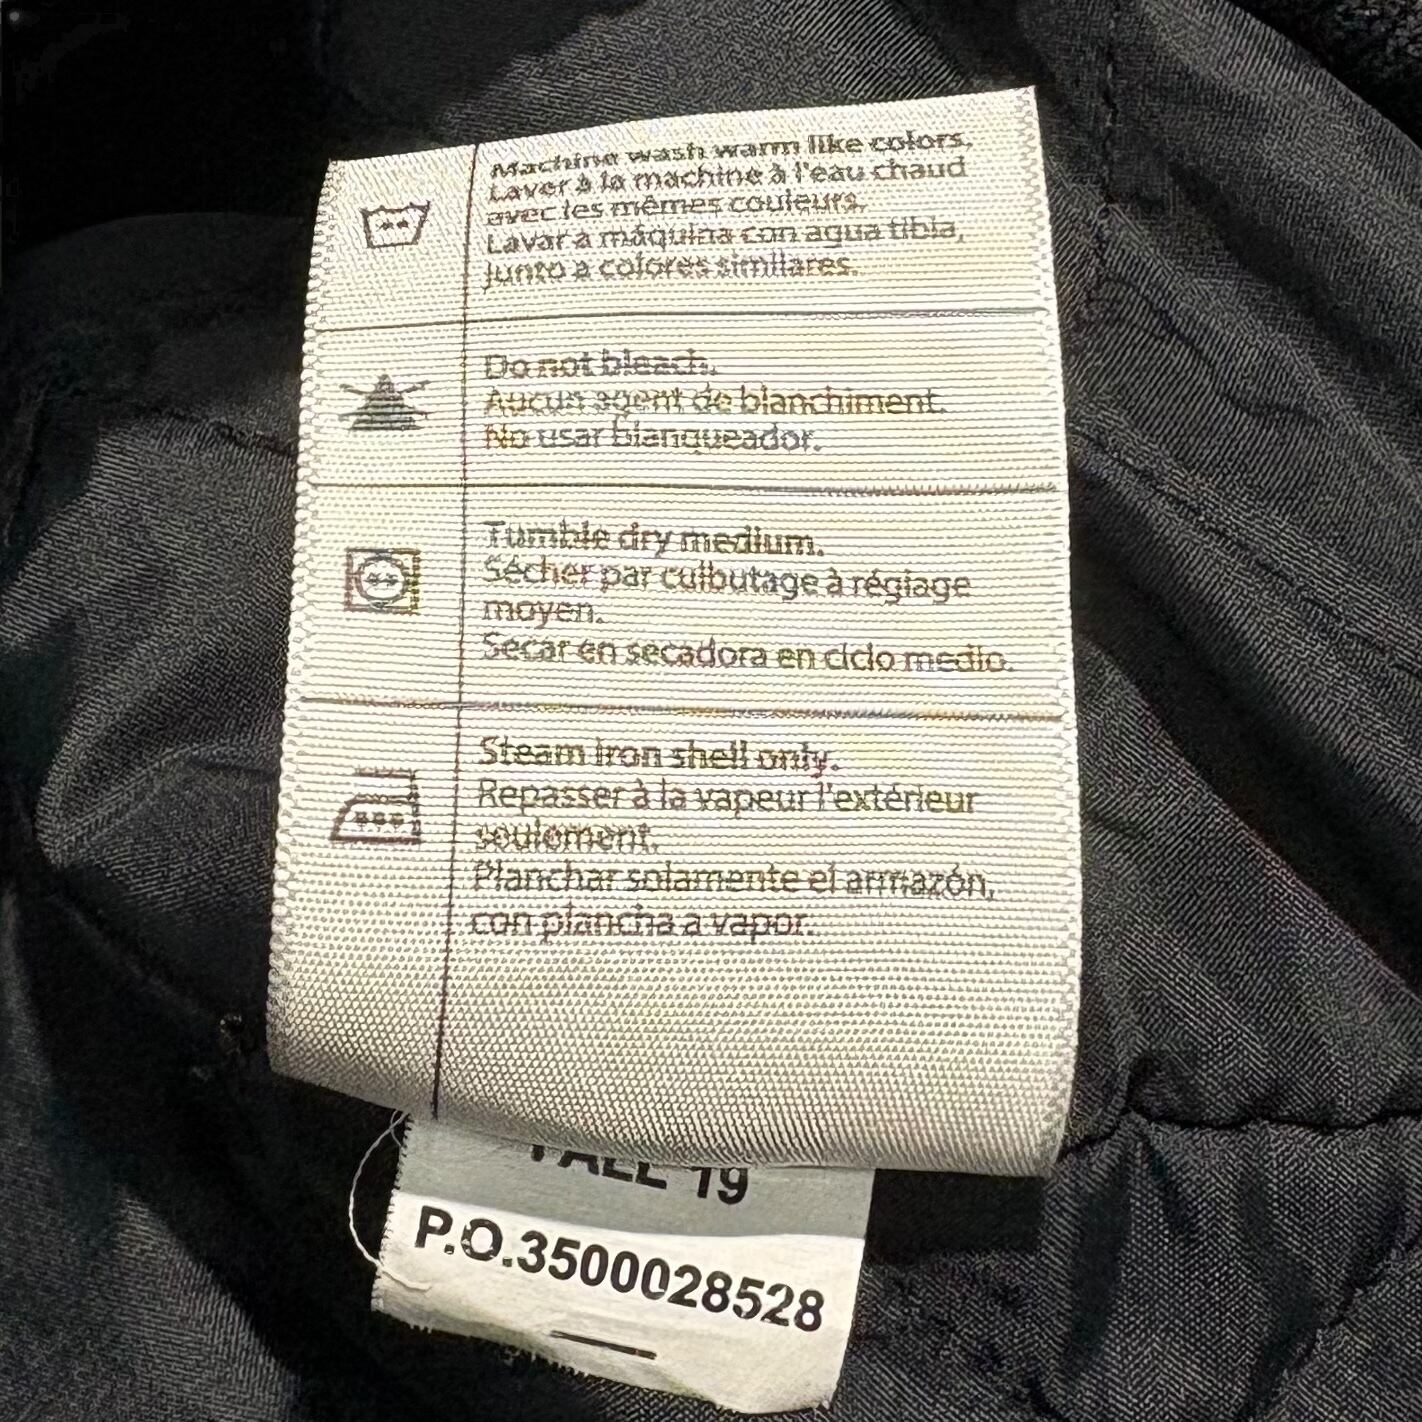 Machine wash warm like colors.
Laver à la machine à l'eau chaud
avec les mêmes couleurs.
Lavar a máquina con agua tibia,
junto a colores similares.
Do not bleach.
Aucun agent de blanchiment.
No usar blanqueador.
Tumble dry medium.
Sécher par culbutage à réglage
moyen.
Secar en secadora en ciclo medio.
Steam iron shell only.
Repasser à la vapeur l'extérieur
seulement.
Planchar solamente el armazón,
con plancha a vapor.
FALL 19
P.O.3500028528